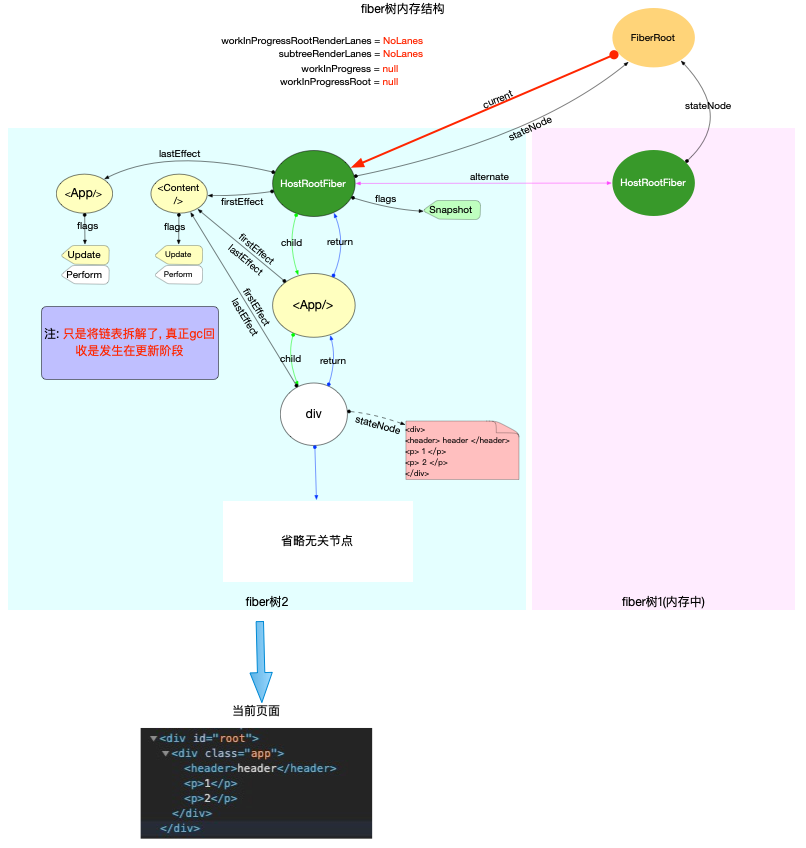 fiber树内存结构
workInProgressRootRenderLanes = NoLanes
subtreeRenderLanes = NoLanes
workInProgress = null
workInProgressRoot = null
FiberRoot
current
stateNode
stateNode
lastEffect
<App/>
<Content
/>
firstEffect
HostRootFiber
alternate
HostRootFiber
flags
Snapshot
flags
flags
Update
Perform
Update
Perform
child
return
firstEffect
lastEffect
<App/>
firstEffect
lastEffect
注: 只是将链表拆解了, 真正gc回
收是发生在更新阶段
child
return
div
stateNode
<div>
<header> header </header>
<p> 1 </p>
<p> 2 </p>
</div>
省略无关节点
fiber树2
fiber树1(内存中)
当前页面
<div id="root">
<div class="app">
<header>header</header>
<p>1</p>
<p>2</p>
</div>
</div>